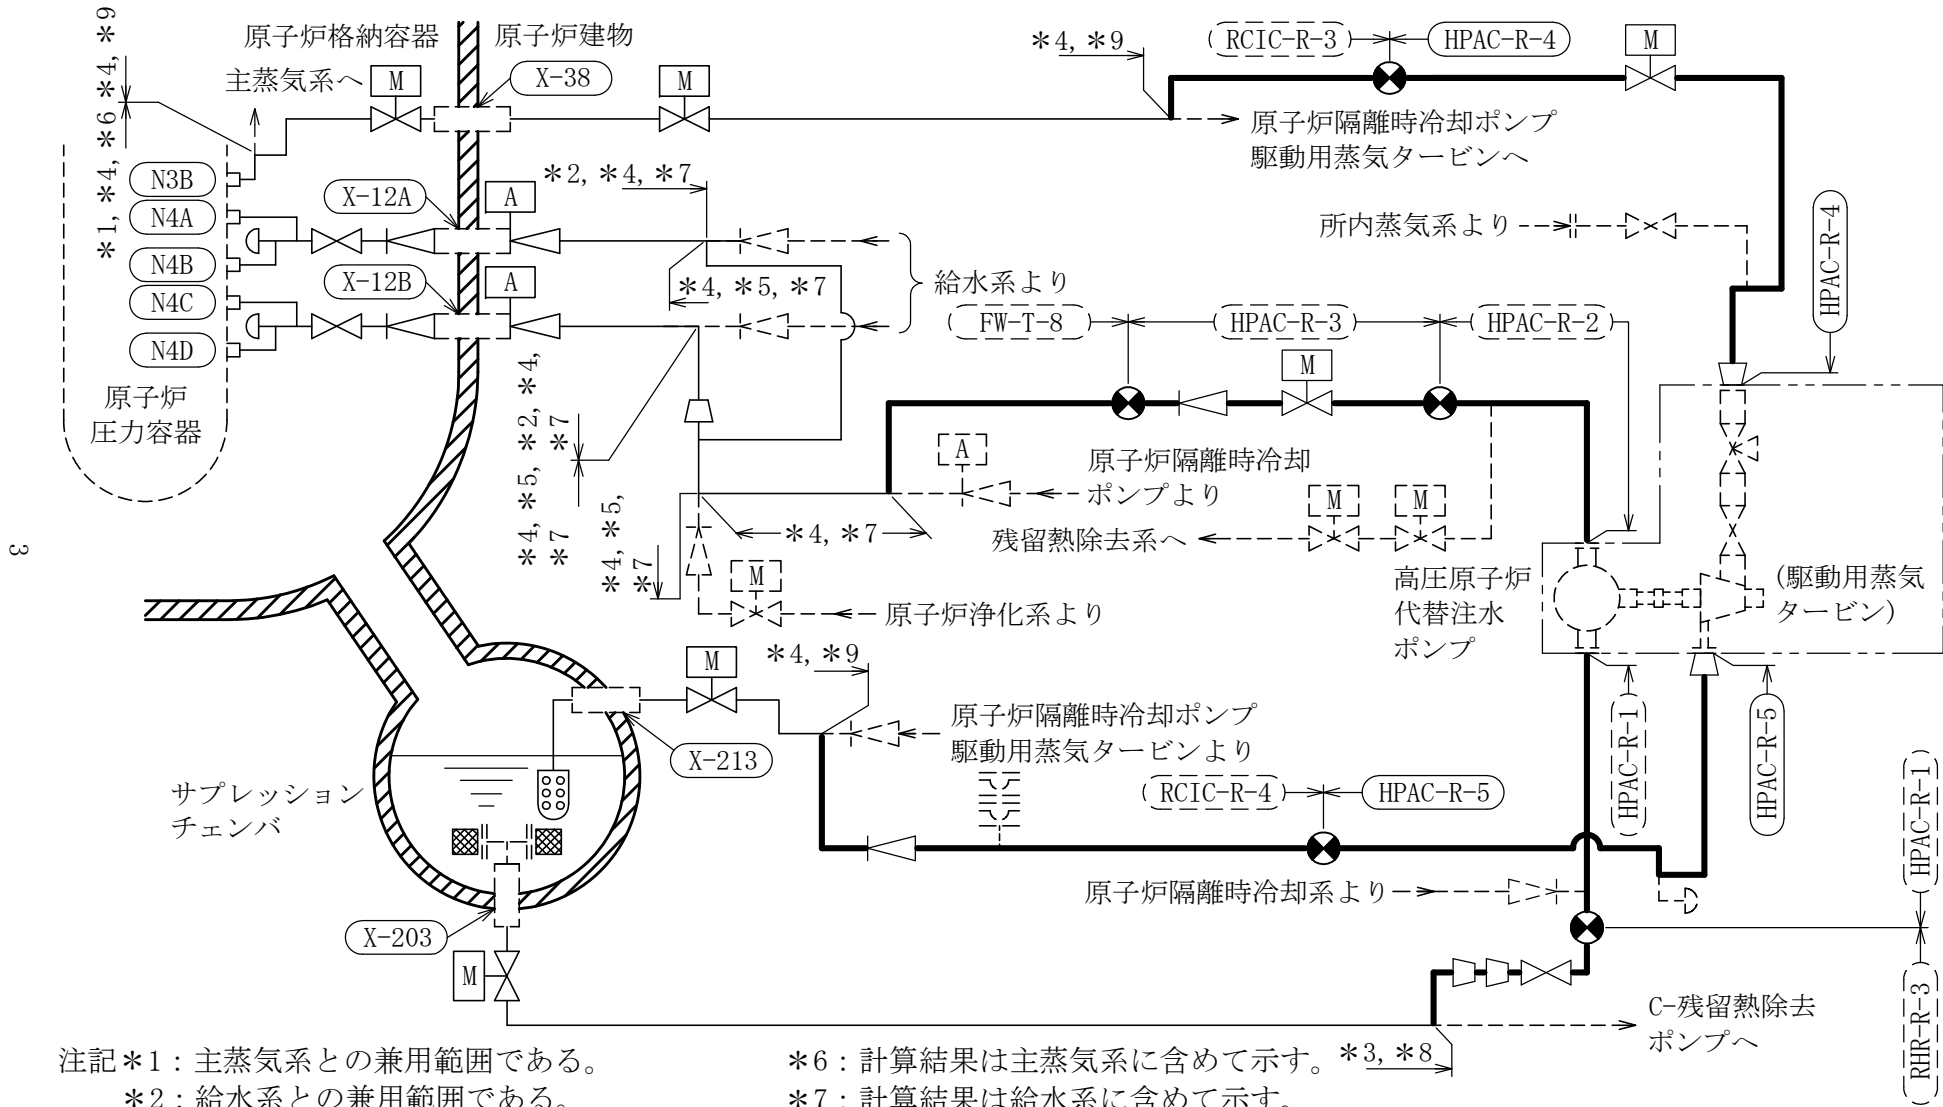 原子炉格納容器
原子炉建物
主蒸気系へ
M
X-38
M
*4, *9
RCIC-R-3
HPAC-R-4
M
*1, *4, *6
*4, *9
原子炉隔離時冷却ポンプ
駆動用蒸気タービンへ
N3B
N4A
N4B
N4C
N4D
原子炉
圧力容器
X-12A
A
X-12B
A
*2, *4, *7
*4, *5, *7
給水系より
所内蒸気系より
HPAC-R-4
FW-T-8
HPAC-R-3
HPAC-R-2
M
*4, *5,
*7
*2, *4,
*7
*4, *5,
*7
A
原子炉隔離時冷却
ポンプより
*4, *7
M
M
残留熱除去系へ
M
原子炉浄化系より
高圧原子炉
代替注水
ポンプ
(駆動用蒸気
タービン)
3
M
*4, *9
原子炉隔離時冷却ポンプ
駆動用蒸気タービンより
X-213
HPAC-R-1
HPAC-R-5
サプレッション
チェンバ
RCIC-R-4
HPAC-R-5
原子炉隔離時冷却系より
HPAC-R-1
X-203
M
RHR-R-3
C-残留熱除去
ポンプへ
*3, *8
注記*1：主蒸気系との兼用範囲である。
*2：給水系との兼用範囲である。
*6：計算結果は主蒸気系に含めて示す。
*7：計算結果は給水系に含めて示す。